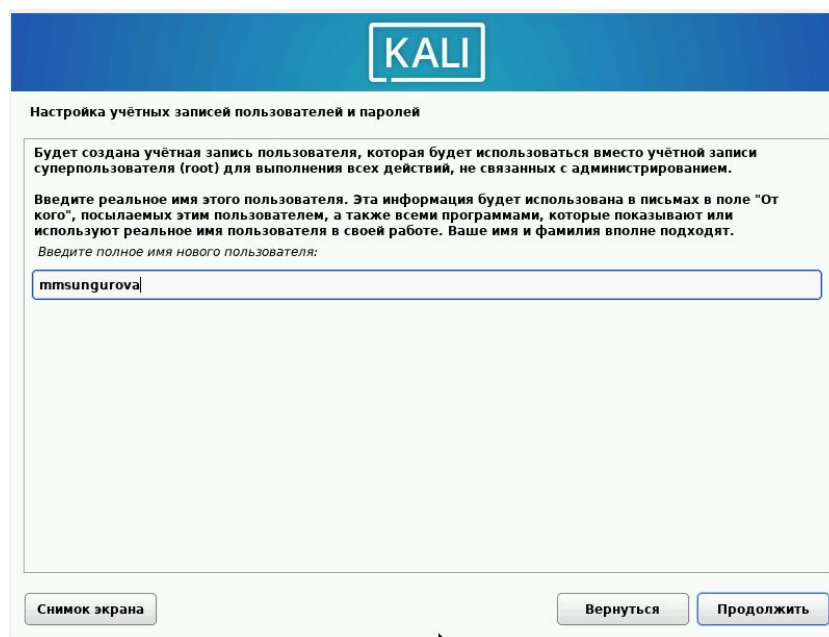 KALI
Настройка учётных записей пользователей и паролей
Будет создана учётная запись пользователя, которая будет использоваться вместо учётной записи
суперпользователя (root) для выполнения всех действий, не связанных с администрированием.
Введите реальное имя этого пользователя. Эта информация будет использована в письмах в поле "От
кого", посылаемых этим пользователем, а также всеми программами, которые показывают или
используют реальное имя пользователя в своей работе. Ваше имя и фамилия вполне подходят.
Введите полное имя нового пользователя:
mmsungurova
Снимок экрана
Вернуться
Продолжить